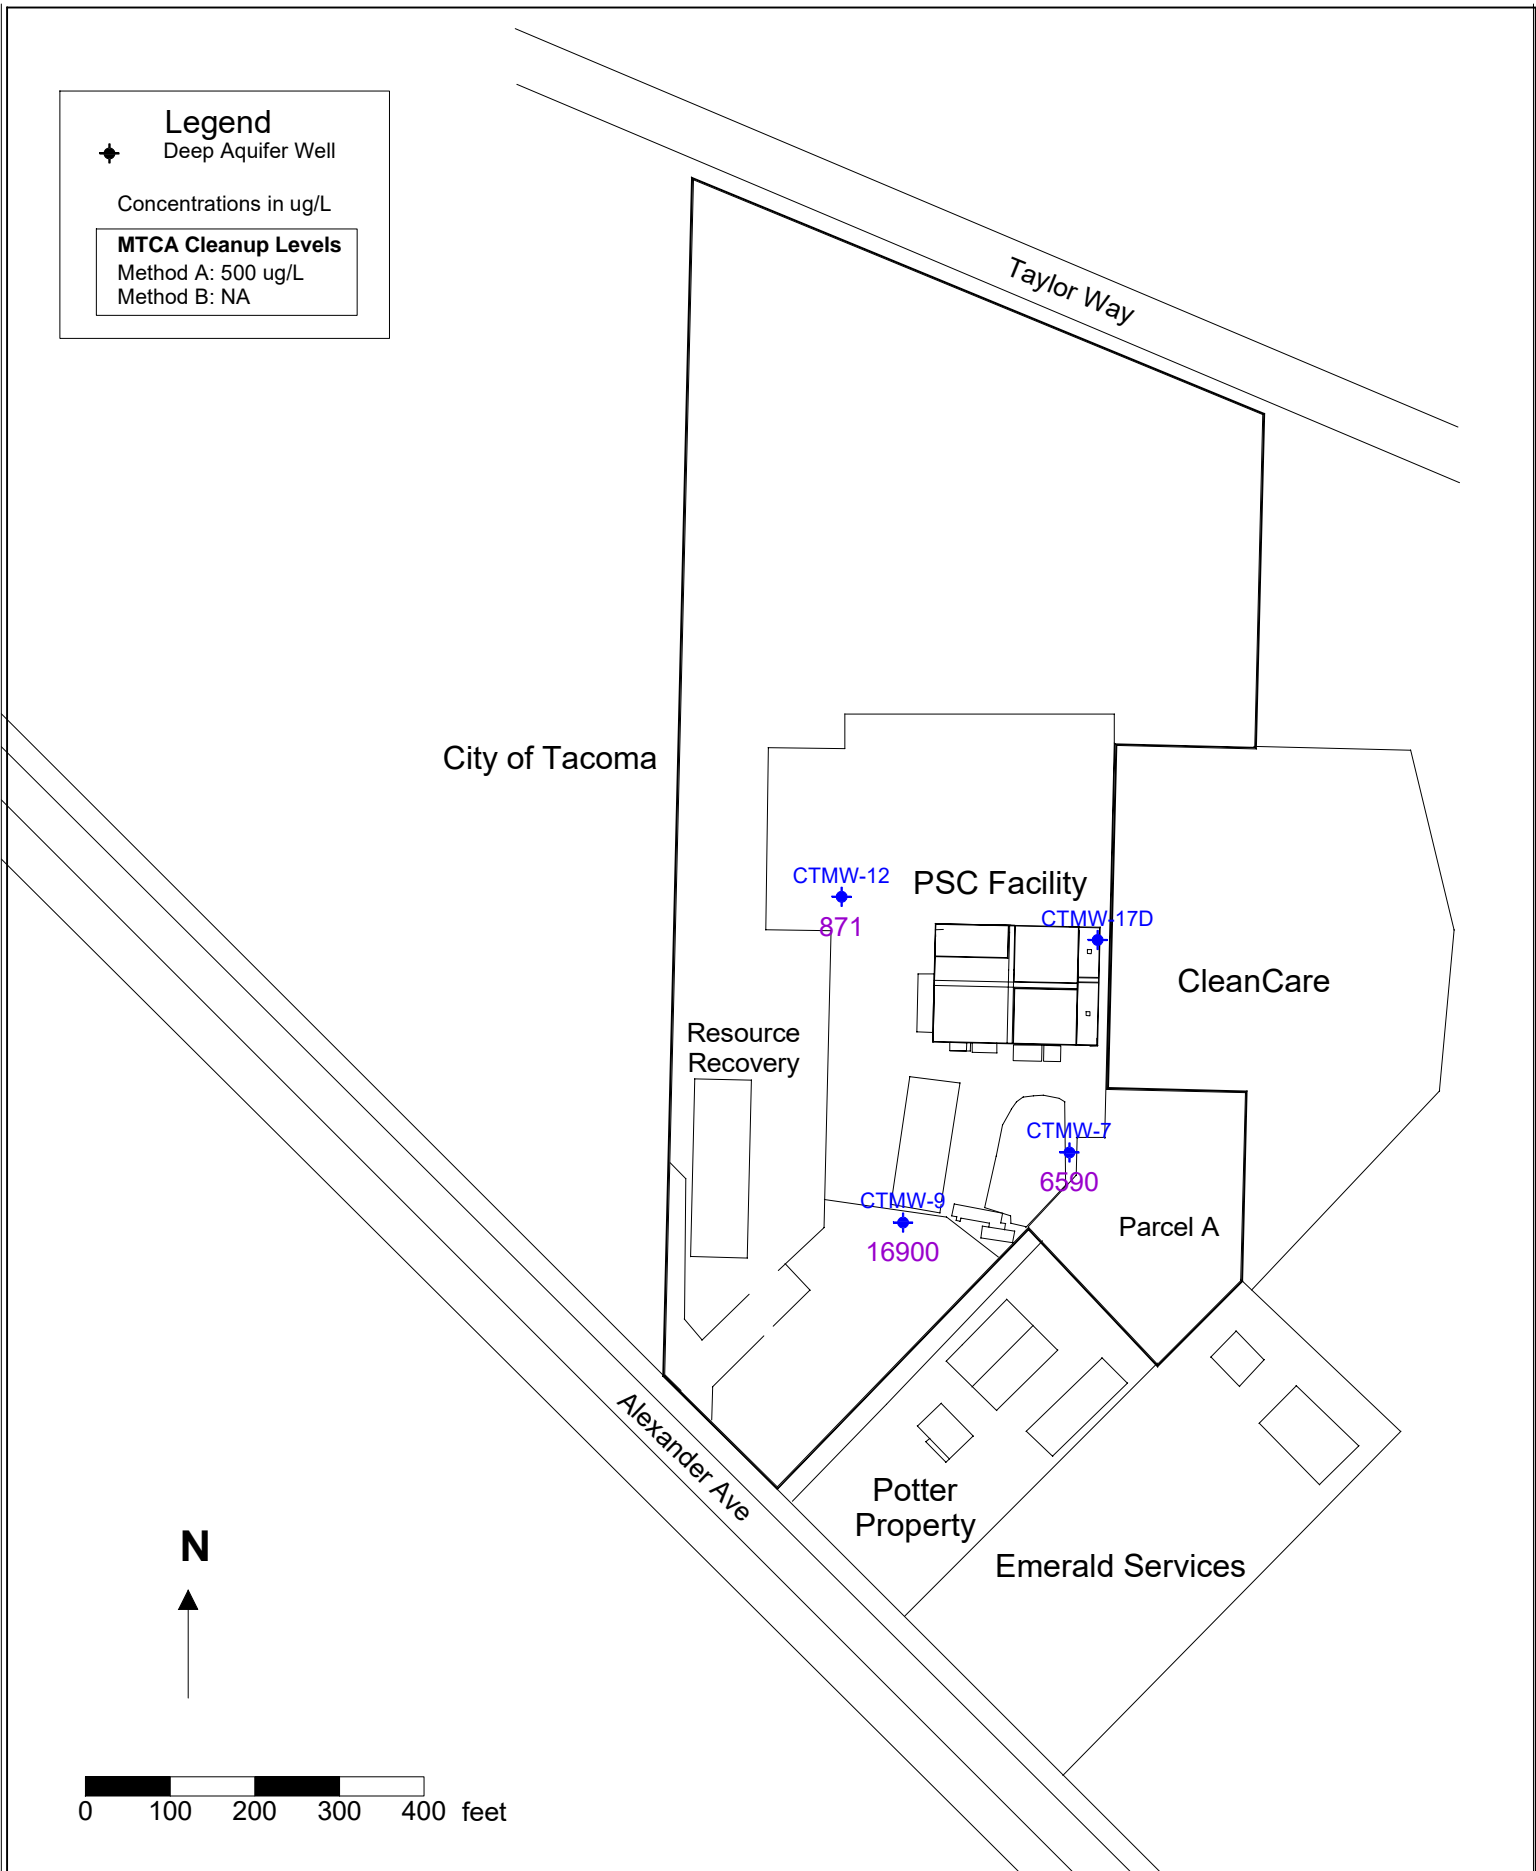 Legend
Deep Aquifer Well
Concentrations in ug/L
MTCA Cleanup Levels
Method A: 500 ug/L
Method B: NA
Taylor Way
City of Tacoma
CTMW-12
871
PSC Facility
CTMW-17D
CleanCare
Resource
Recovery
CTMW-7
6590
CTMW-9
16900
Parcel A
Alexander Ave
Potter
Property
Emerald Services
N
0 100 200 300 400 feet